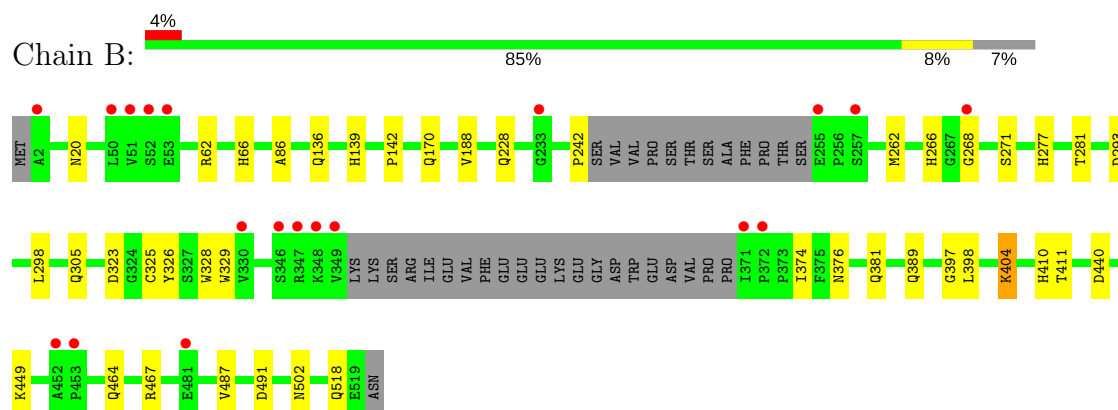 4%
Chain B:
85% 8% 7%
MET A2 N20 L50 V51 S52 E53 R62 H66 A86 Q136 H139 P142 Q170 V188 Q228 G233 P242 SER VAL VAL PRO SER THR SER ALA PHE PRO THR SER E255 P256 S257 M262 H266 G267 G268 S271 H277 T281 D293
L298 Q305 D323 G324 C325 Y326 S327 W328 W329 V330 S346 R347 K348 V349 LYS LYS SER ARG ILE GLU VAL PHE GLU GLU GLU LYS GLU GLY ASP TRP GLU ASP VAL PRO PRO I371 P372 P373 I374 F375 N376 Q381 Q389 G397 L398 K404 H410 T411 D440
K449 A452 P453 Q464 R467 E481 V487 D491 N502 Q518 E519 ASN